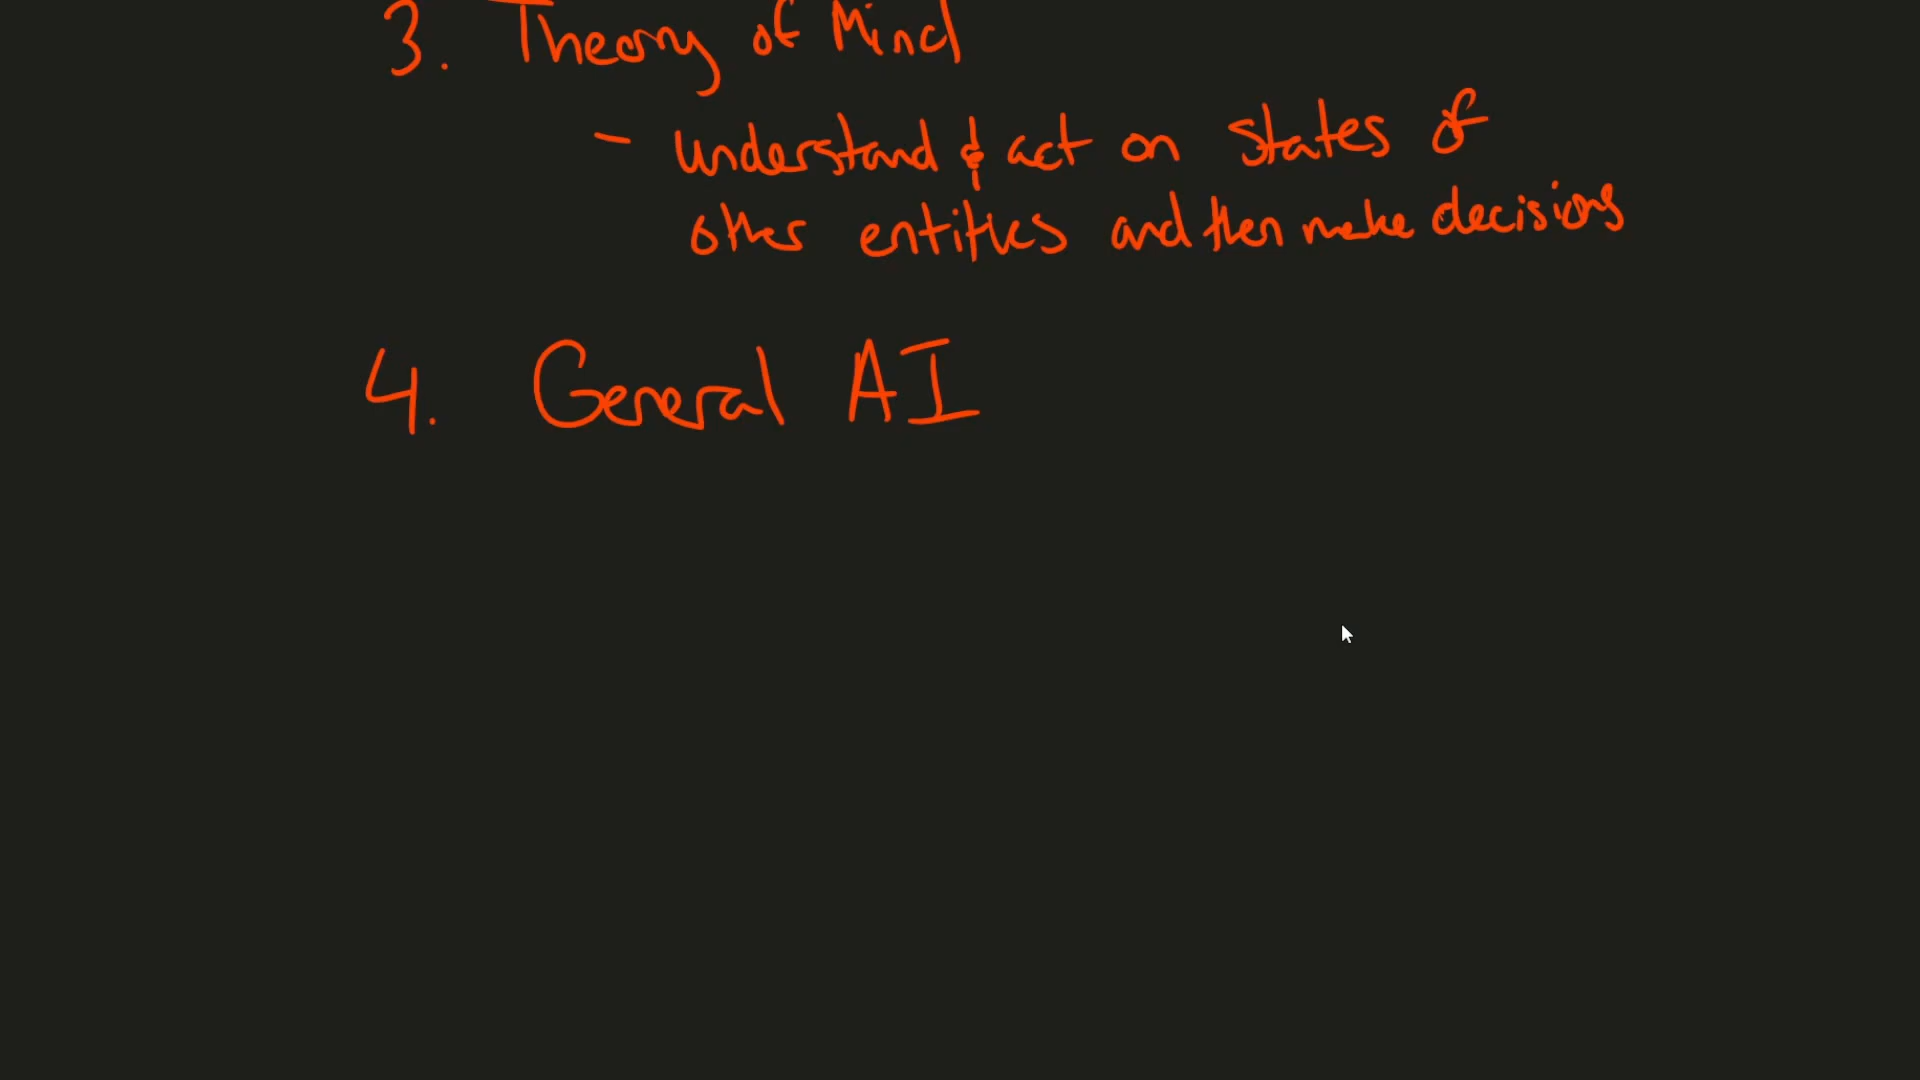 3. Theory of Mind
- Understand & act on states of
other entities and then make decisions
4. General AI